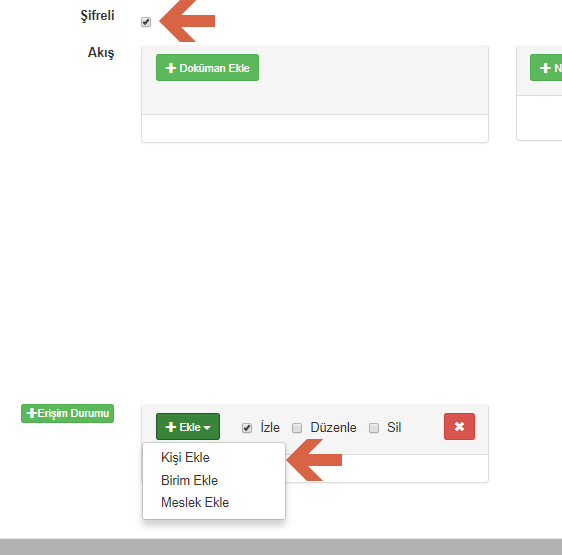 Şifreli
Akış
Doküman Ekle
N
Erişim Durumu
Ekle
İzle
Düzenle
Sil
Kişi Ekle
Birim Ekle
Meslek Ekle